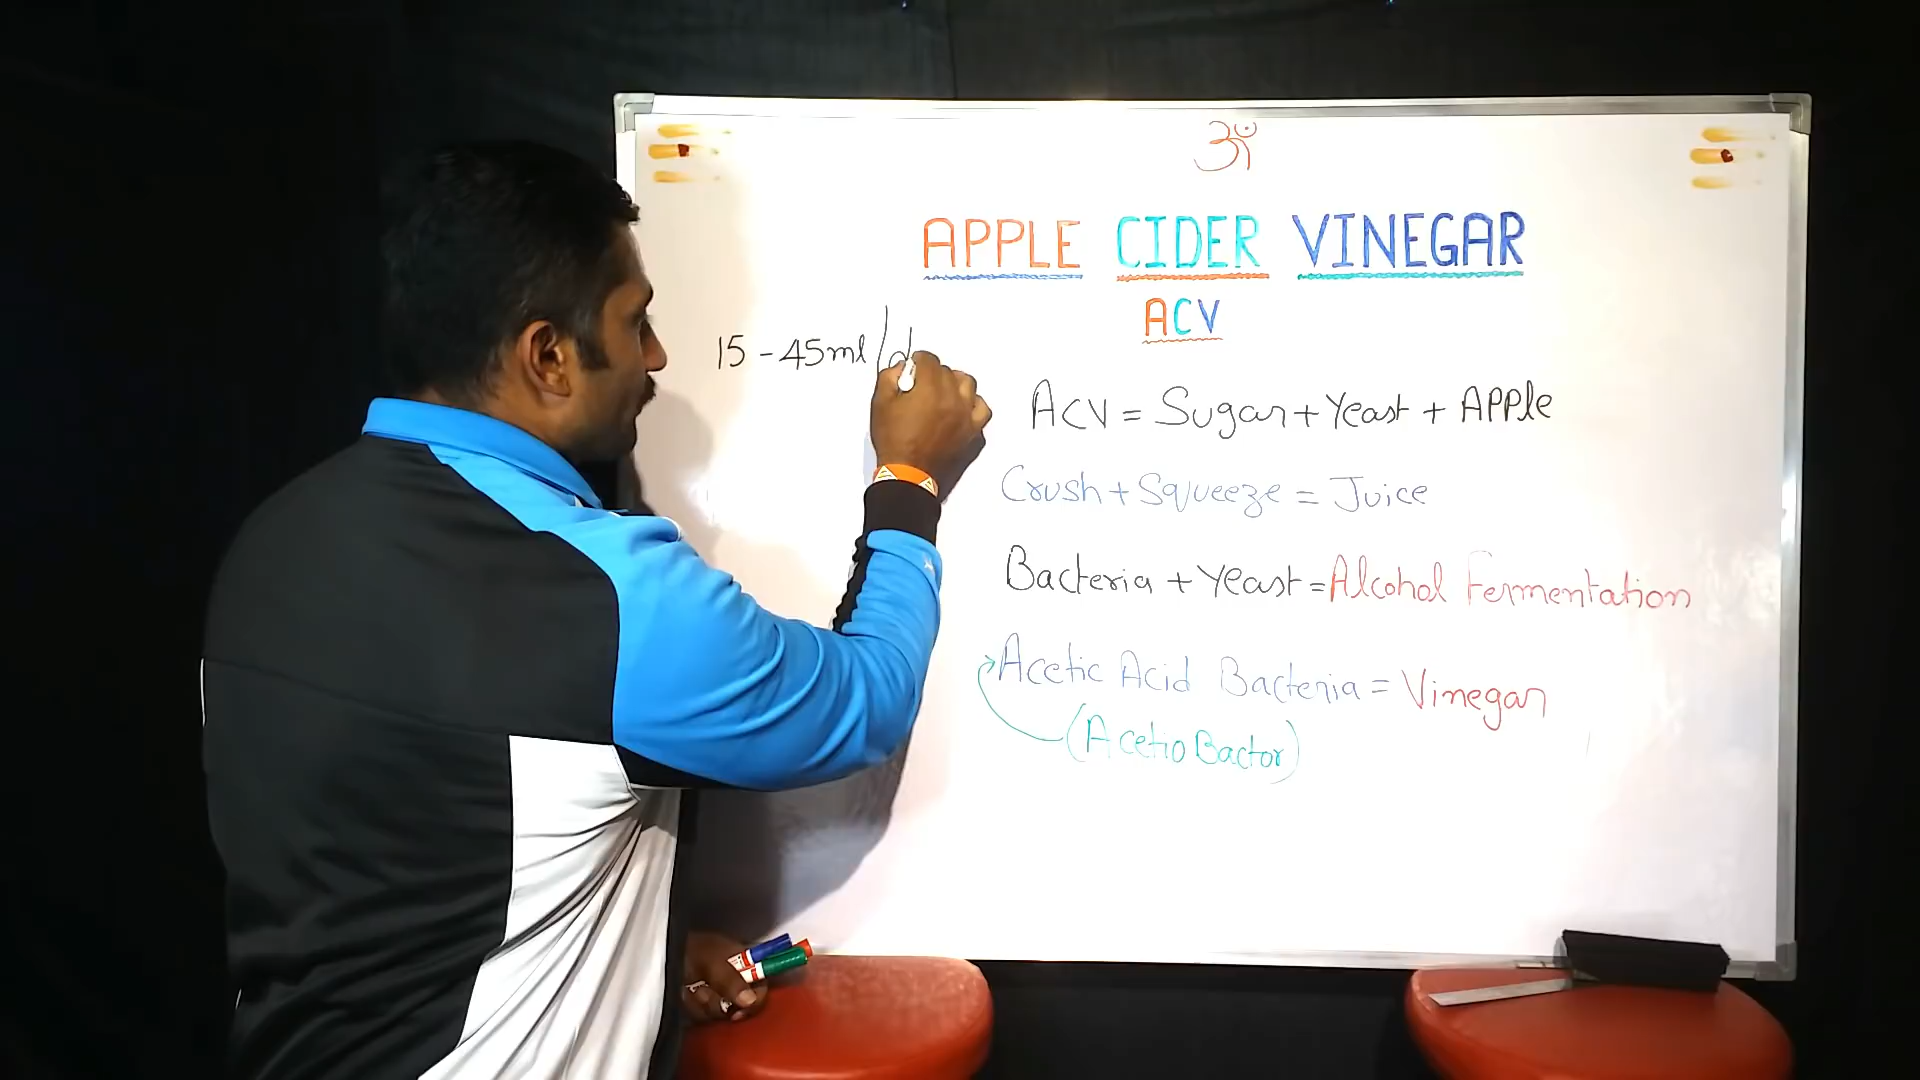 ॐ
APPLE CIDER VINEGAR
ACV
15-45ml/d
ACV = Sugar + Yeast + APPle
Crush + Squeeze = Juice
Bacteria + Yeast = Alcohol Fermentation
Acetic Acid Bacteria = Vinegar
(Acetio Bactor)